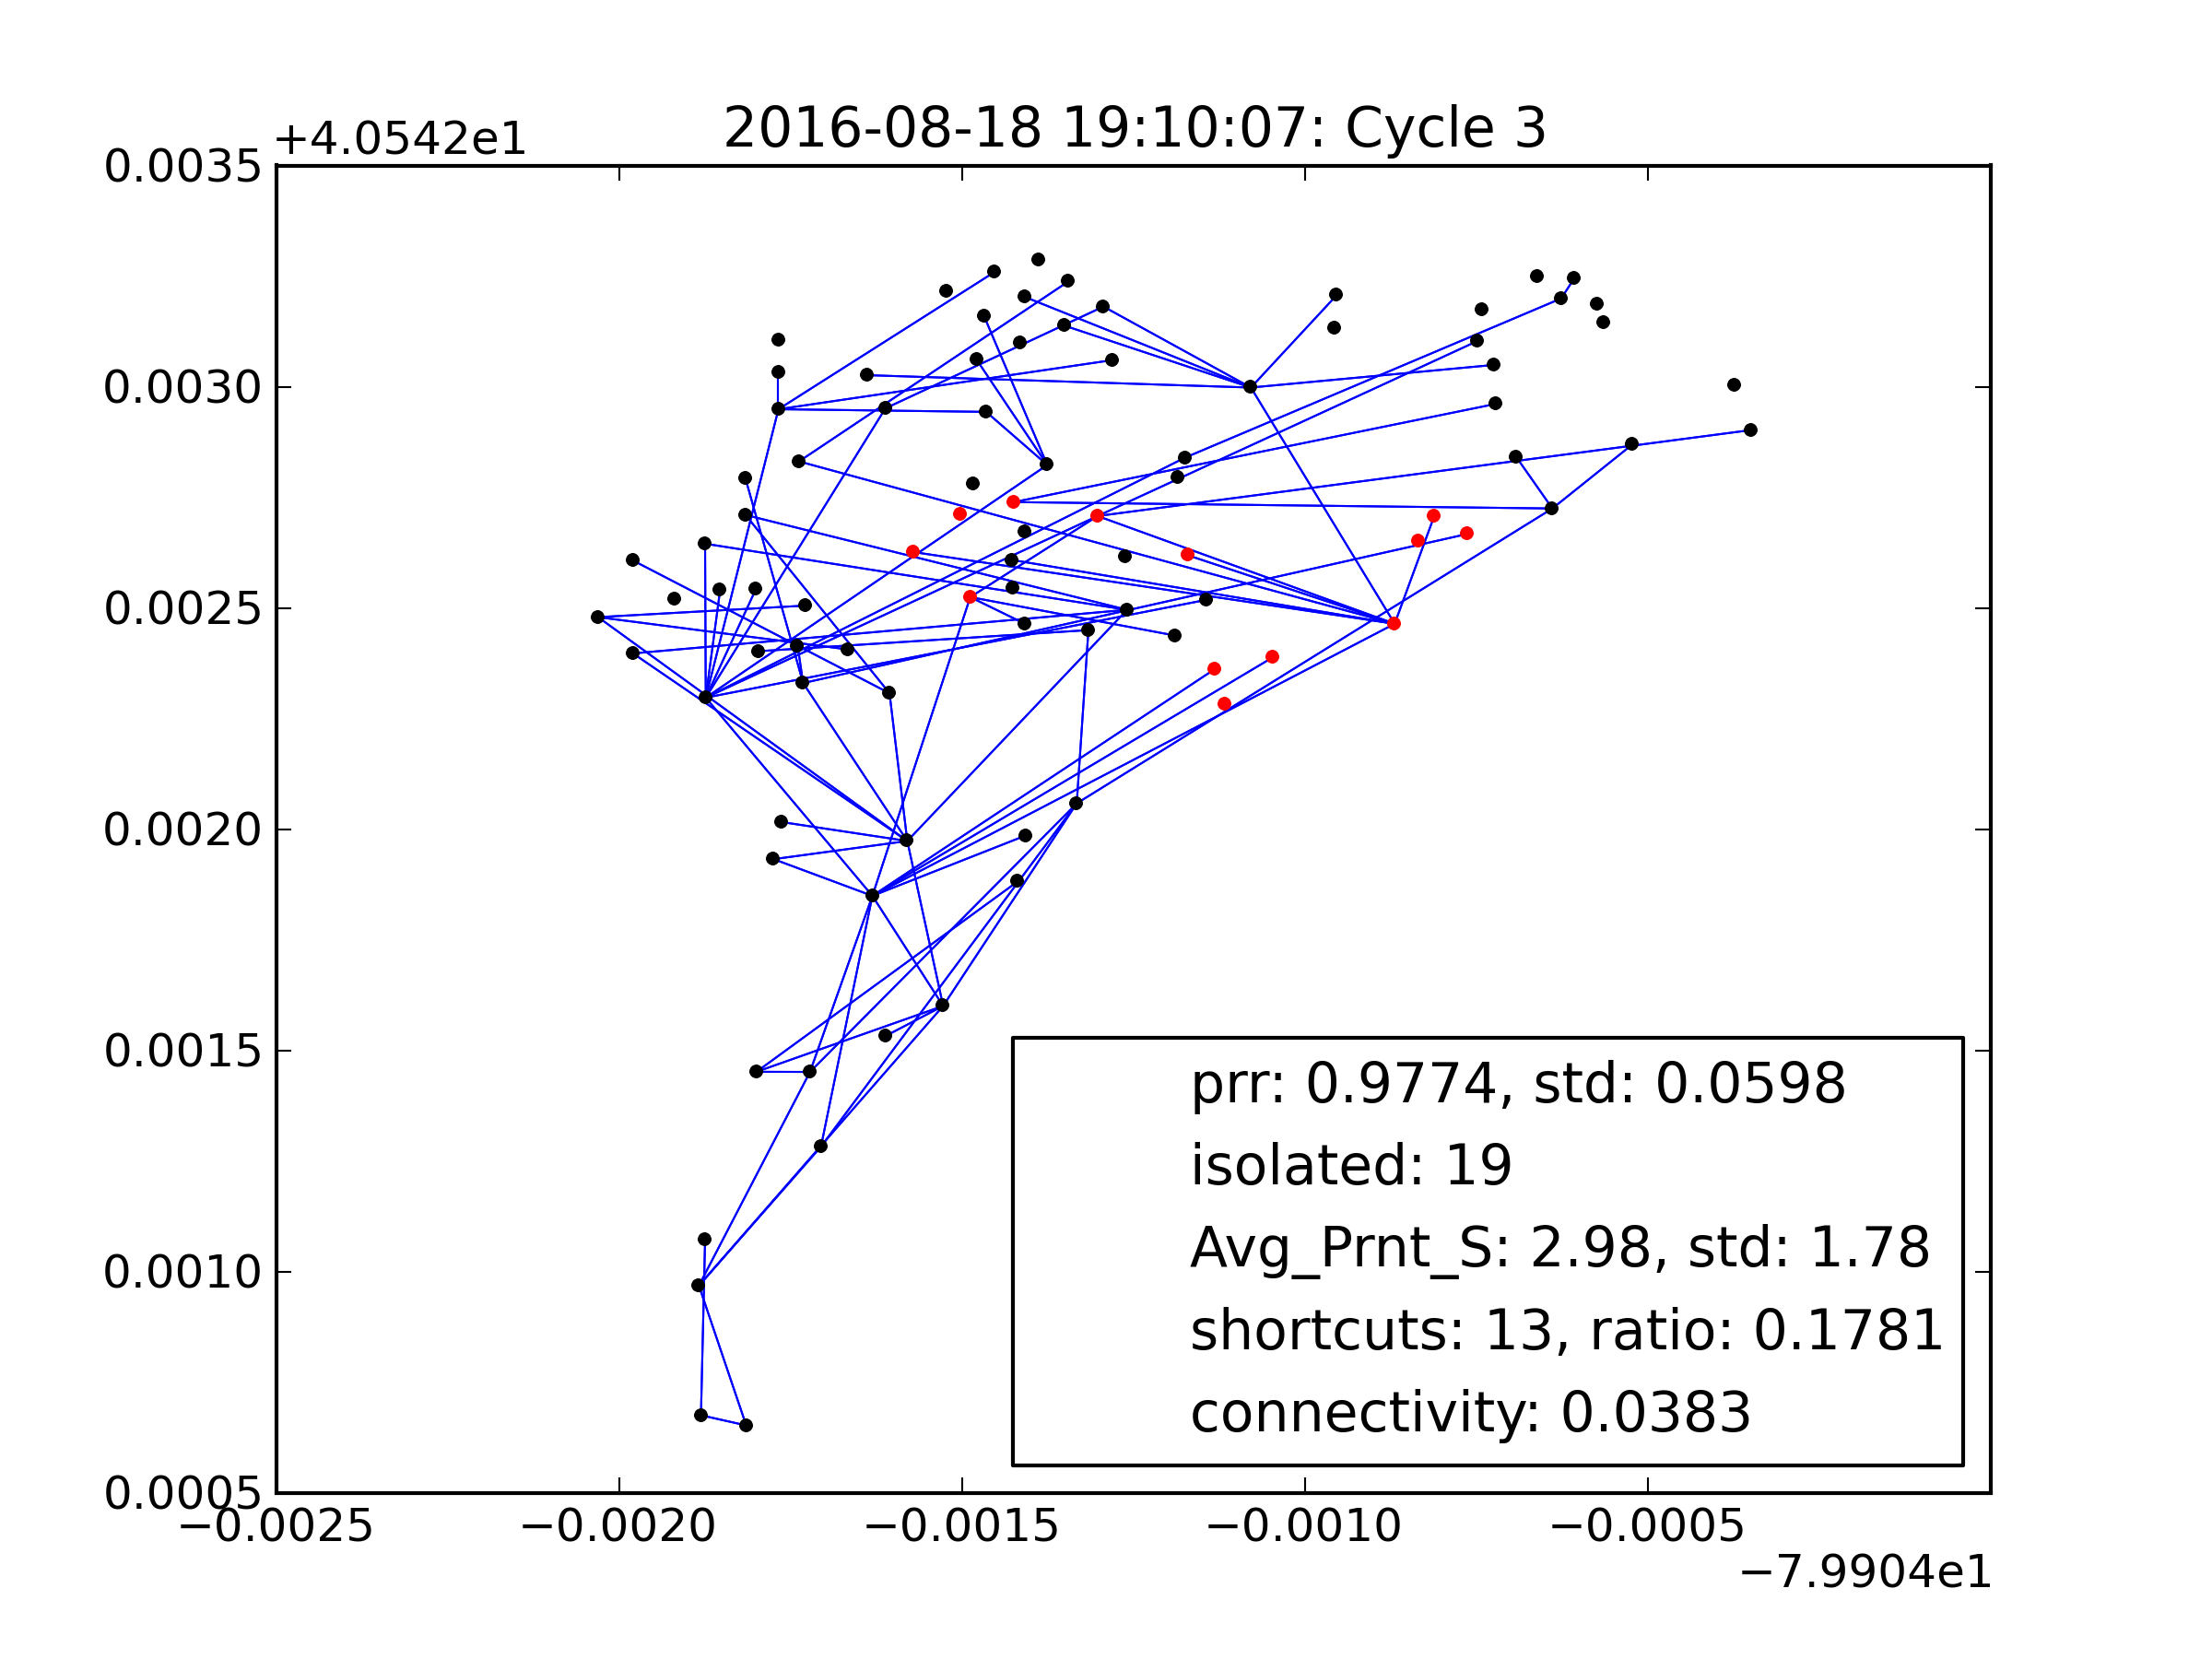 2016-08-18 19:10:07: Cycle 3
+4.0542e1
0.0035
0.0030
0.0025
0.0020
0.0015
0.0010
0.0005
prr: 0.9774, std: 0.0598
isolated: 19
Avg_Prnt_S: 2.98, std: 1.78
shortcuts: 13, ratio: 0.1781
connectivity: 0.0383
−0.0025 −0.0020 −0.0015 −0.0010 −0.0005
−7.9904e1